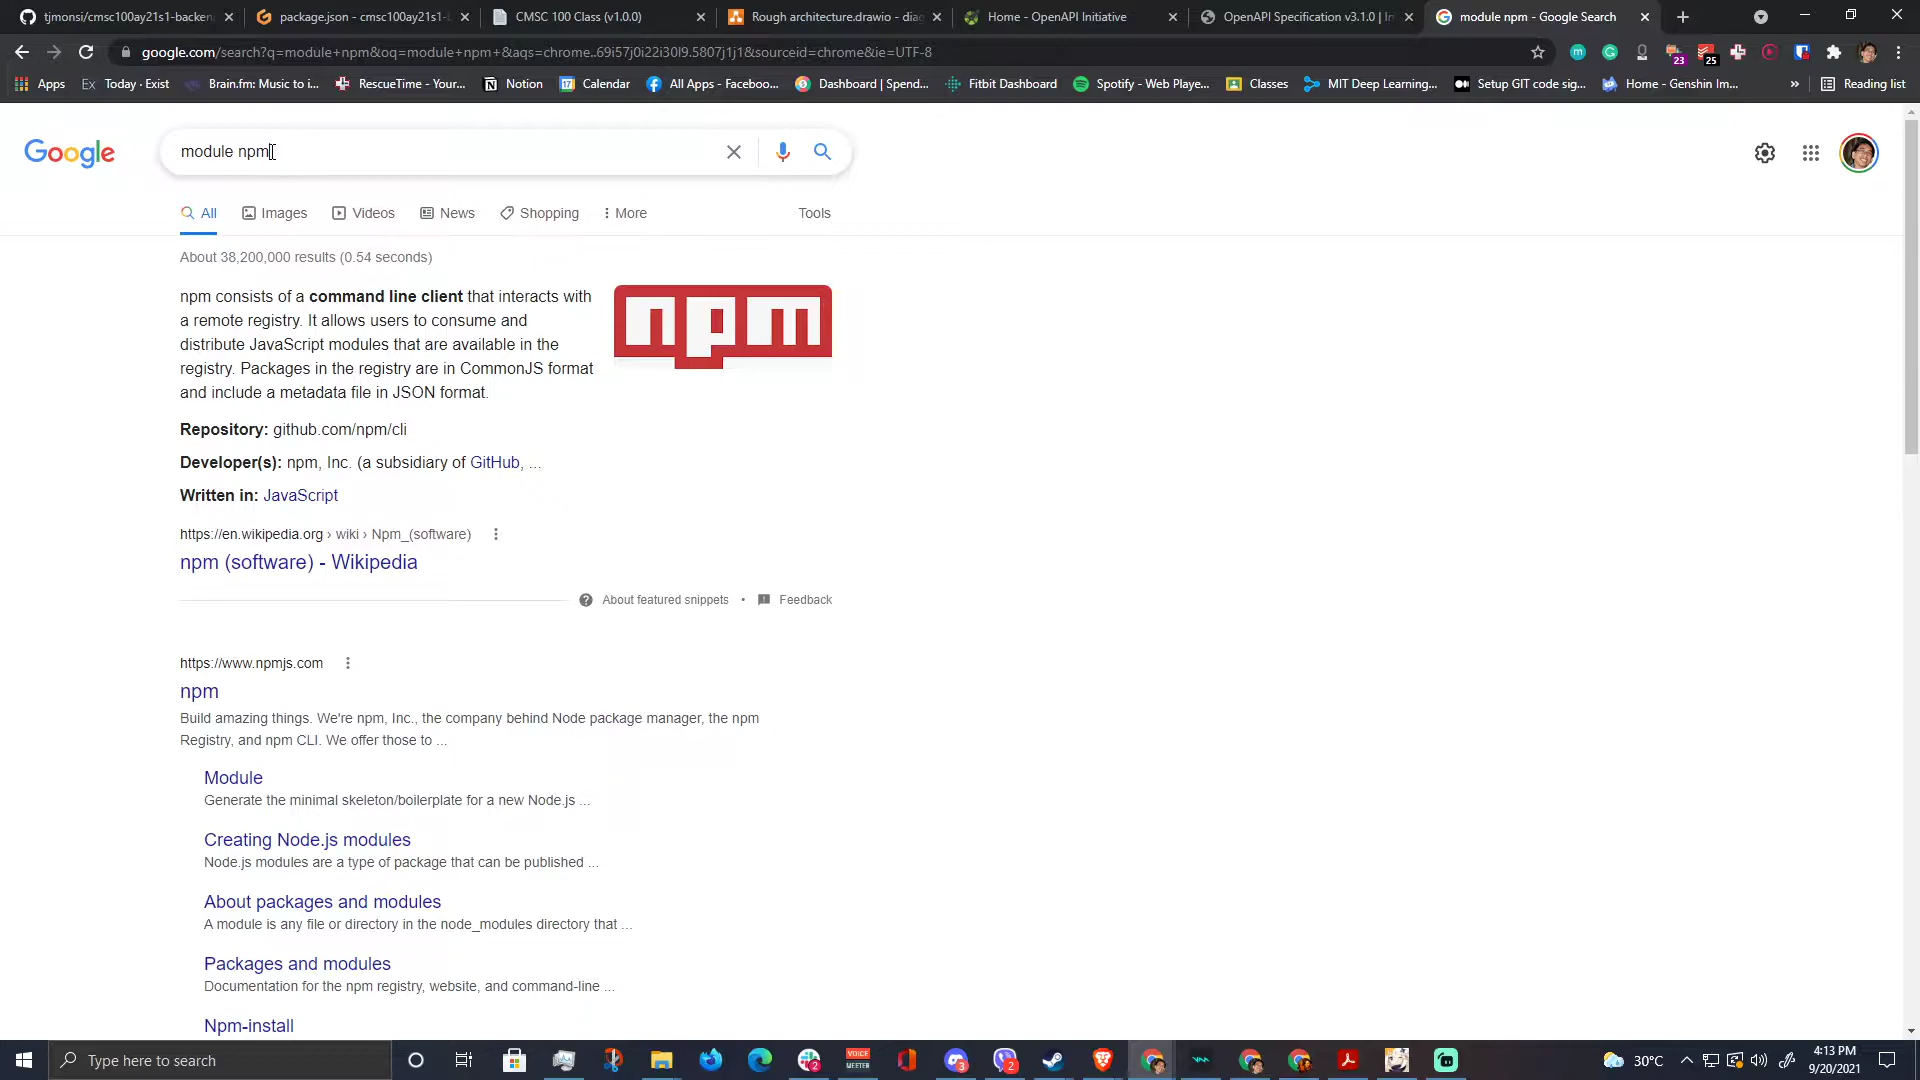 tjmonsi/cmsc100ay21s1-backen
package.json - cmsc100ay21s1-b
CMSC 100 Class (v1.0.0)
Rough architecture.drawio - diag
Home - OpenAPI Initiative
OpenAPI Specification v3.1.0 | In
module npm - Google Search
google.com/search?q=module+npm&oq=module+npm+&aqs=chrome..69i57j0i22i30l9.5807j1j1&sourceid=chrome&ie=UTF-8
23
25
Apps
Ex Today · Exist
Brain.fm: Music to i...
RescueTime - Your...
Notion
17 Calendar
All Apps - Faceboo...
Dashboard | Spend...
Fitbit Dashboard
Spotify - Web Playe...
Classes
MIT Deep Learning...
Setup GIT code sig...
Home - Genshin Im...
»
Reading list
Google
module npm
All
Images
Videos
News
Shopping
More
Tools
About 38,200,000 results (0.54 seconds)
npm consists of a command line client that interacts with
a remote registry. It allows users to consume and
distribute JavaScript modules that are available in the
registry. Packages in the registry are in CommonJS format
and include a metadata file in JSON format.
npm
Repository: github.com/npm/cli
Developer(s): npm, Inc. (a subsidiary of GitHub, ...
Written in: JavaScript
https://en.wikipedia.org › wiki › Npm_(software)
npm (software) - Wikipedia
About featured snippets • Feedback
https://www.npmjs.com
npm
Build amazing things. We're npm, Inc., the company behind Node package manager, the npm
Registry, and npm CLI. We offer those to ...
Module
Generate the minimal skeleton/boilerplate for a new Node.js ...
Creating Node.js modules
Node.js modules are a type of package that can be published ...
About packages and modules
A module is any file or directory in the node_modules directory that ...
Packages and modules
Documentation for the npm registry, website, and command-line ...
Npm-install
Type here to search
2
VOICE
MEETER
3
2
30°C
4:13 PM
9/20/2021